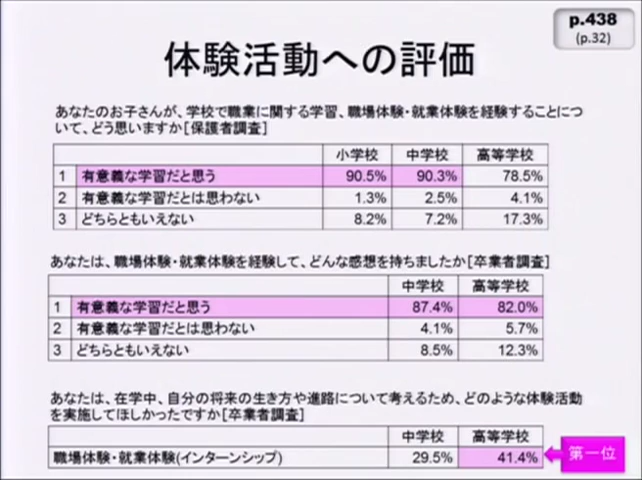 p.438
(p.32)
体験活動への評価
あなたのお子さんが、学校で職業に関する学習、職場体験・就業体験を経験することにつ
いて、どう思いますか[保護者調査]
小学校 中学校 高等学校
1 有意義な学習だと思う 90.5% 90.3% 78.5%
2 有意義な学習だとは思わない 1.3% 2.5% 4.1%
3 どちらともいえない 8.2% 7.2% 17.3%
あなたは、職場体験・就業体験を経験して、どんな感想を持ちましたか[卒業者調査]
中学校 高等学校
1 有意義な学習だと思う 87.4% 82.0%
2 有意義な学習だとは思わない 4.1% 5.7%
3 どちらともいえない 8.5% 12.3%
あなたは、在学中、自分の将来の生き方や進路について考えるため、どのような体験活動
を実施してほしかったですか[卒業者調査]
中学校 高等学校
職場体験・就業体験(インターンシップ) 29.5% 41.4%
第一位